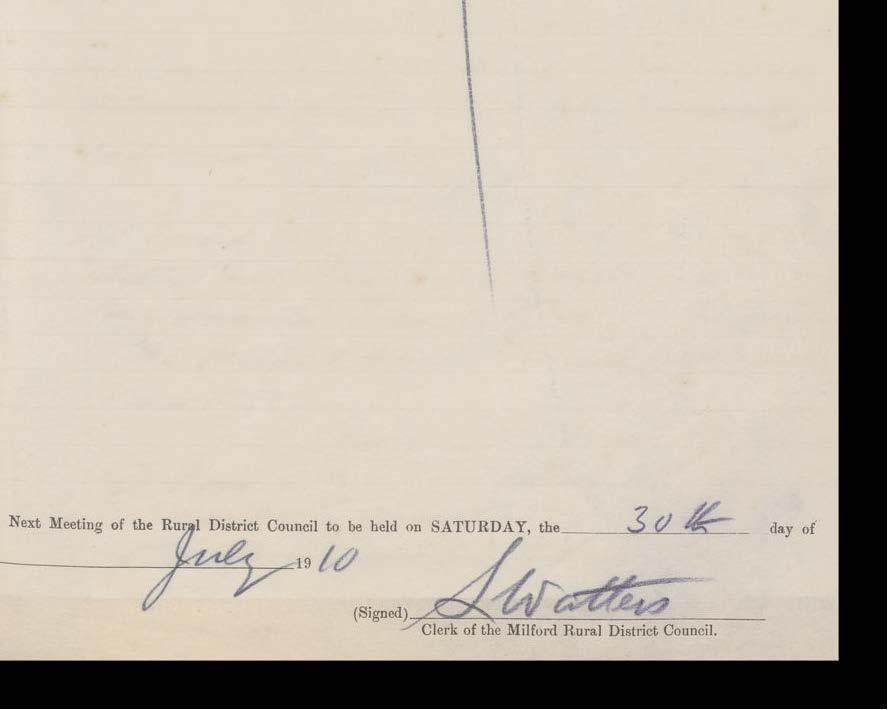 Next Meeting of the Rural District Council to be held on SATURDAY, the 30th day of
July 1910
(Signed) S Watters
Clerk of the Milford Rural District Council.